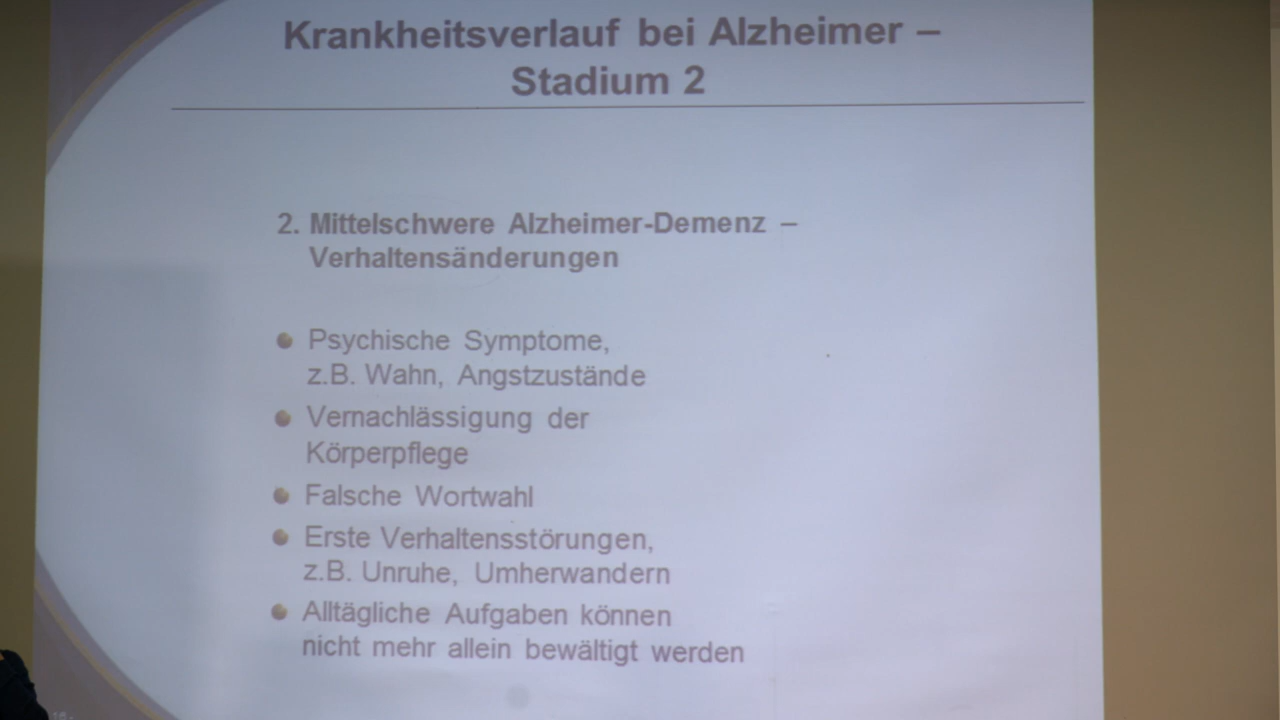 Krankheitsverlauf bei Alzheimer –
Stadium 2
2. Mittelschwere Alzheimer-Demenz –
Verhaltensänderungen
Psychische Symptome,
z.B. Wahn, Angstzustände
Vernachlässigung der
Körperpflege
Falsche Wortwahl
Erste Verhaltensstörungen,
z.B. Unruhe, Umherwandern
Alltägliche Aufgaben können
nicht mehr allein bewältigt werden